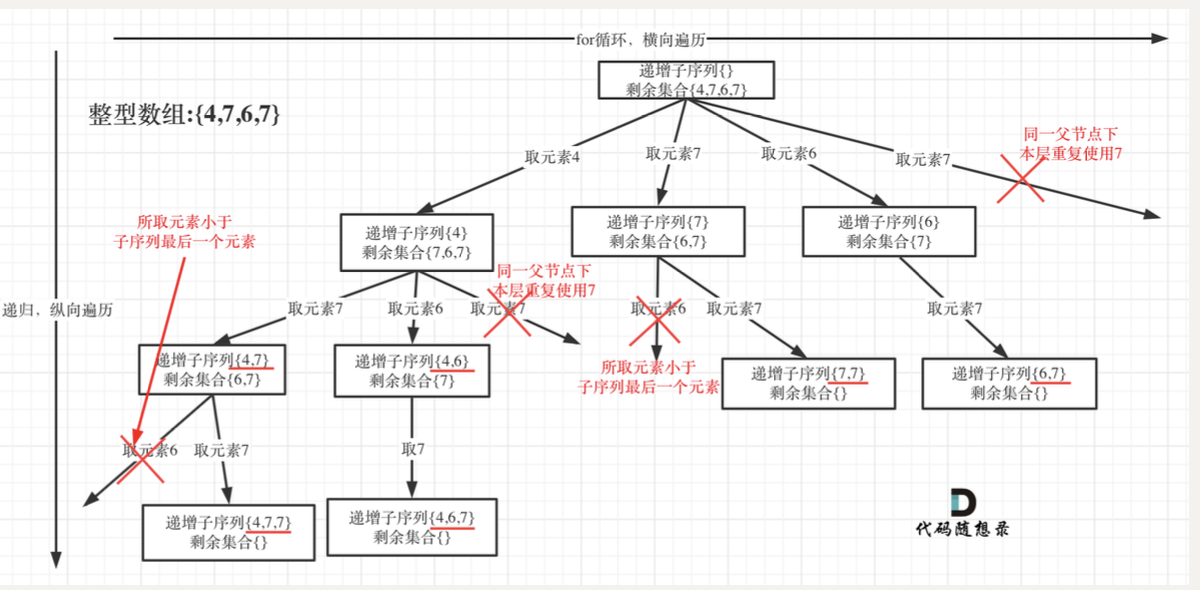 for循环、横向遍历
递增子序列{}
剩余集合{4,7,6,7}
整型数组:{4,7,6,7}
同一父节点下
本层重复使用7
取元素4
取元素7
取元素6
取元素7
所取元素小于
子序列最后一个元素
递增子序列{4}
剩余集合{7,6,7}
递增子序列{7}
剩余集合{6,7}
递增子序列{6}
剩余集合{7}
同一父节点下
本层重复使用7
递归、纵向遍历
取元素7
取元素6
取元素7
取元素6
取元素7
取元素7
递增子序列{4,7}
剩余集合{6,7}
递增子序列{4,6}
剩余集合{7}
所取元素小于
子序列最后一个元素
递增子序列{7,7}
剩余集合{}
递增子序列{6,7}
剩余集合{}
取元素6
取元素7
取7
递增子序列{4,7,7}
剩余集合{}
递增子序列{4,6,7}
剩余集合{}
代码随想录